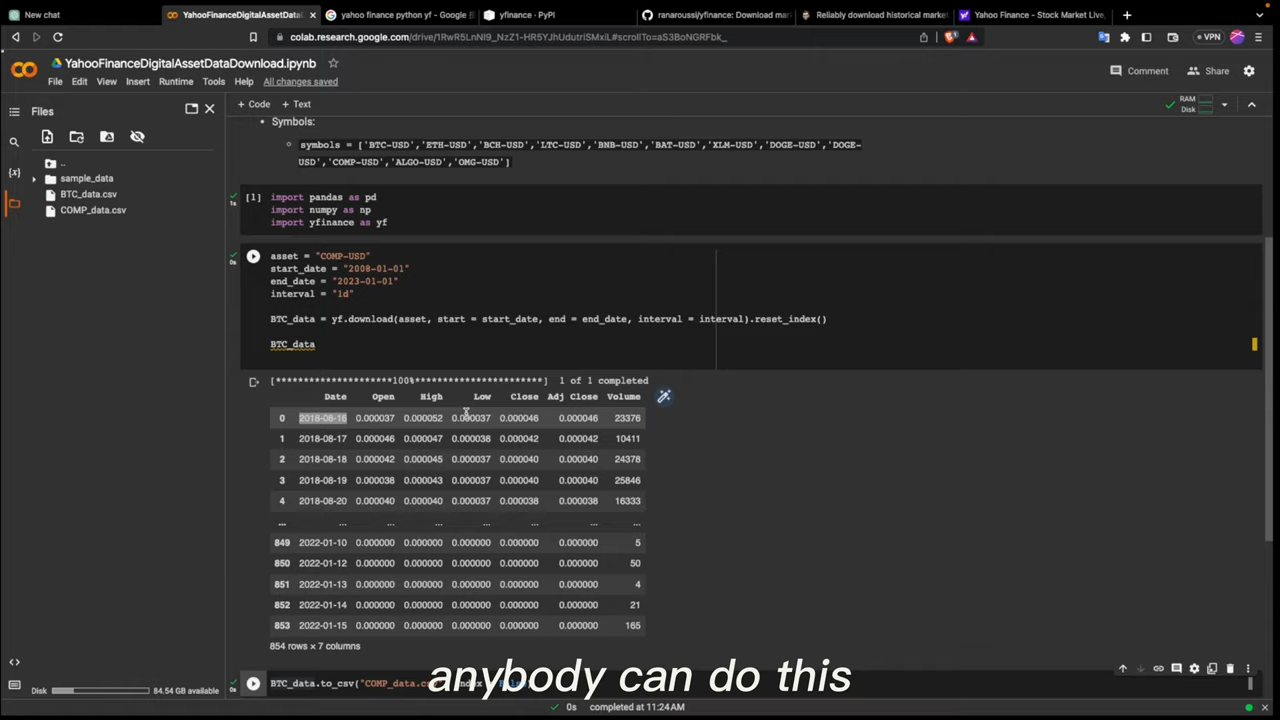 New chat
YahooFinanceDigitalAssetData
yahoo finance python yf - Google
yfinance · PyPI
ranaroussi/yfinance: Download mar
Reliably download historical market
Yahoo Finance - Stock Market Live,
colab.research.google.com/drive/1RwR5LnNI9_NzZ1-HR5YJhUdutriSMxiL#scrollTo=aS3BoNGRFbk_
VPN
YahooFinanceDigitalAssetDataDownload.ipynb
File Edit View Insert Runtime Tools Help All changes saved
Comment Share
Files
+ Code + Text
RAM
Disk
..
sample_data
BTC_data.csv
COMP_data.csv
Symbols:
symbols = ['BTC-USD','ETH-USD','BCH-USD','LTC-USD','BNB-USD','BAT-USD','XLM-USD','DOGE-USD','DOGE-
USD','COMP-USD','ALGO-USD','OMG-USD']
[1] import pandas as pd
1s import numpy as np
import yfinance as yf
asset = "COMP-USD"
0s start_date = "2008-01-01"
end_date = "2023-01-01"
interval = "1d"
BTC_data = yf.download(asset, start = start_date, end = end_date, interval = interval).reset_index()
BTC_data
[*********************100%***********************] 1 of 1 completed
Date Open High Low Close Adj Close Volume
0 2018-08-16 0.000037 0.000052 0.000037 0.000046 0.000046 23376
1 2018-08-17 0.000046 0.000047 0.000038 0.000042 0.000042 10411
2 2018-08-18 0.000042 0.000045 0.000037 0.000040 0.000040 24378
3 2018-08-19 0.000038 0.000043 0.000037 0.000040 0.000040 25846
4 2018-08-20 0.000040 0.000040 0.000037 0.000038 0.000038 16333
... ... ... ... ... ... ... ...
849 2022-01-10 0.000000 0.000000 0.000000 0.000000 0.000000 5
850 2022-01-12 0.000000 0.000000 0.000000 0.000000 0.000000 50
851 2022-01-13 0.000000 0.000000 0.000000 0.000000 0.000000 4
852 2022-01-14 0.000000 0.000000 0.000000 0.000000 0.000000 21
853 2022-01-15 0.000000 0.000000 0.000000 0.000000 0.000000 165
854 rows × 7 columns
anybody can do this
BTC_data.to_csv("COMP_data.cs
0s
Disk 84.54 GB available
0s completed at 11:24 AM